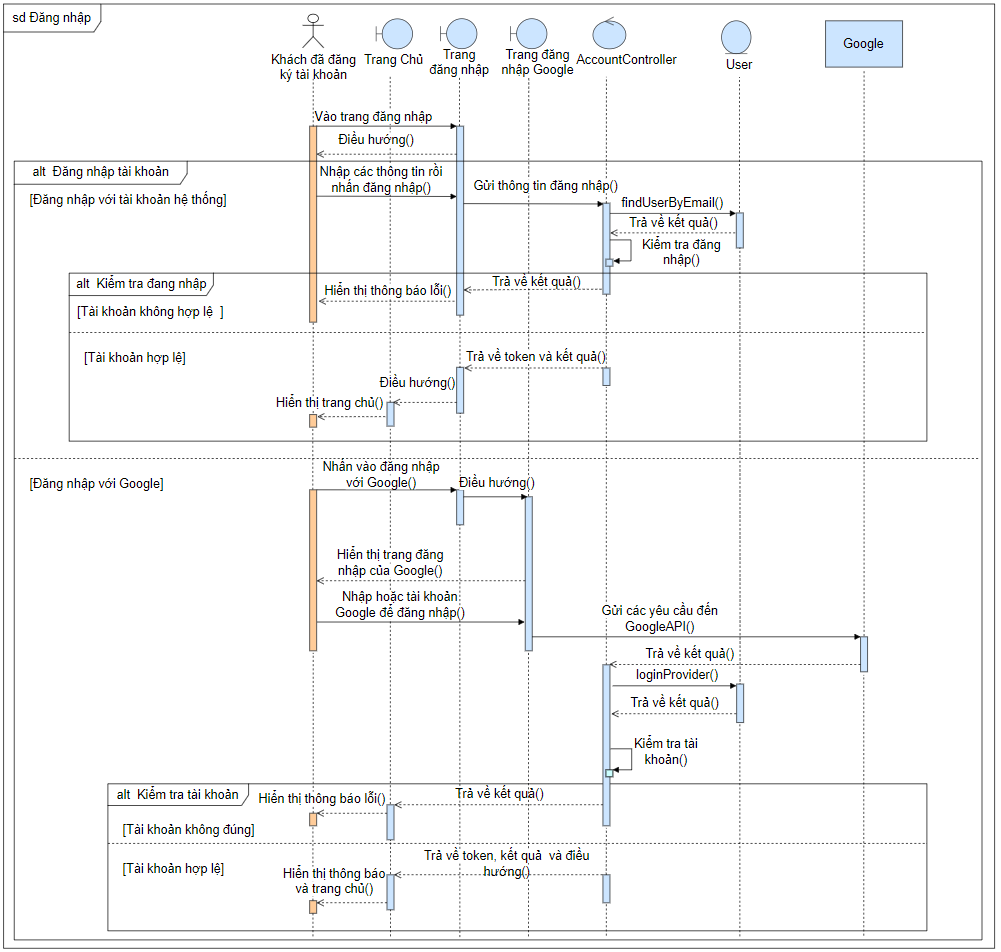 sd Đăng nhập
Khách đã đăng
ký tài khoản
Trang Chủ
Trang
đăng nhập
Trang đăng
nhập Google
AccountController
User
Google
Vào trang đăng nhập
Điều hướng()
alt  Đăng nhập tài khoản
[Đăng nhập với tài khoản hệ thống]
Nhập các thông tin rồi
nhấn đăng nhập()
Gửi thông tin đăng nhập()
findUserByEmail()
Trả về kết quả()
Kiểm tra đăng
nhập()
alt  Kiểm tra đang nhập
Trả về kết quả()
Hiển thị thông báo lỗi()
[Tài khoản không hợp lệ  ]
[Tài khoản hợp lệ]
Trả về token và kết quả()
Điều hướng()
Hiển thị trang chủ()
[Đăng nhập với Google]
Nhấn vào đăng nhập
với Google()
Điều hướng()
Hiển thị trang đăng
nhập của Google()
Nhập hoặc tài khoản
Google để đăng nhập()
Gửi các yêu cầu đến
GoogleAPI()
Trả về kết quả()
loginProvider()
Trả về kết quả()
Kiểm tra tài
khoản()
alt  Kiểm tra tài khoản
Hiển thị thông báo lỗi()
Trả về kết quả()
[Tài khoản không đúng]
[Tài khoản hợp lệ]
Trả về token, kết quả  và điều
hướng()
Hiển thị thông báo
và trang chủ()